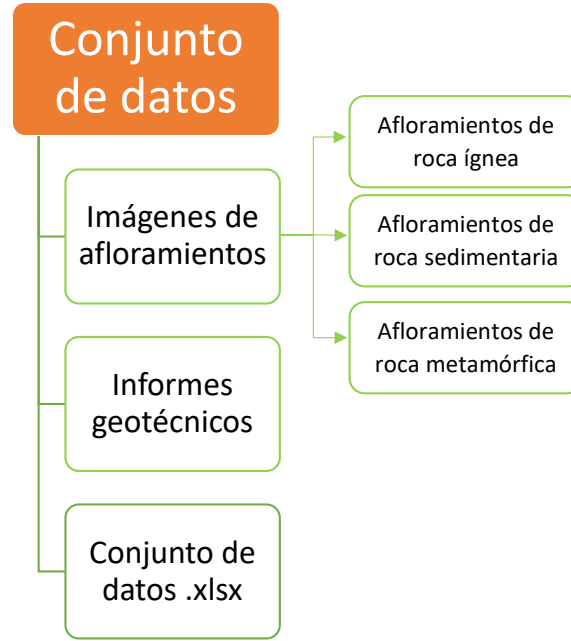 Conjunto
de datos
Imágenes de
afloramientos
Afloramientos de
roca ígnea
Afloramientos de
roca sedimentaria
Afloramientos de
roca metamórfica
Informes
geotécnicos
Conjunto de
datos .xlsx